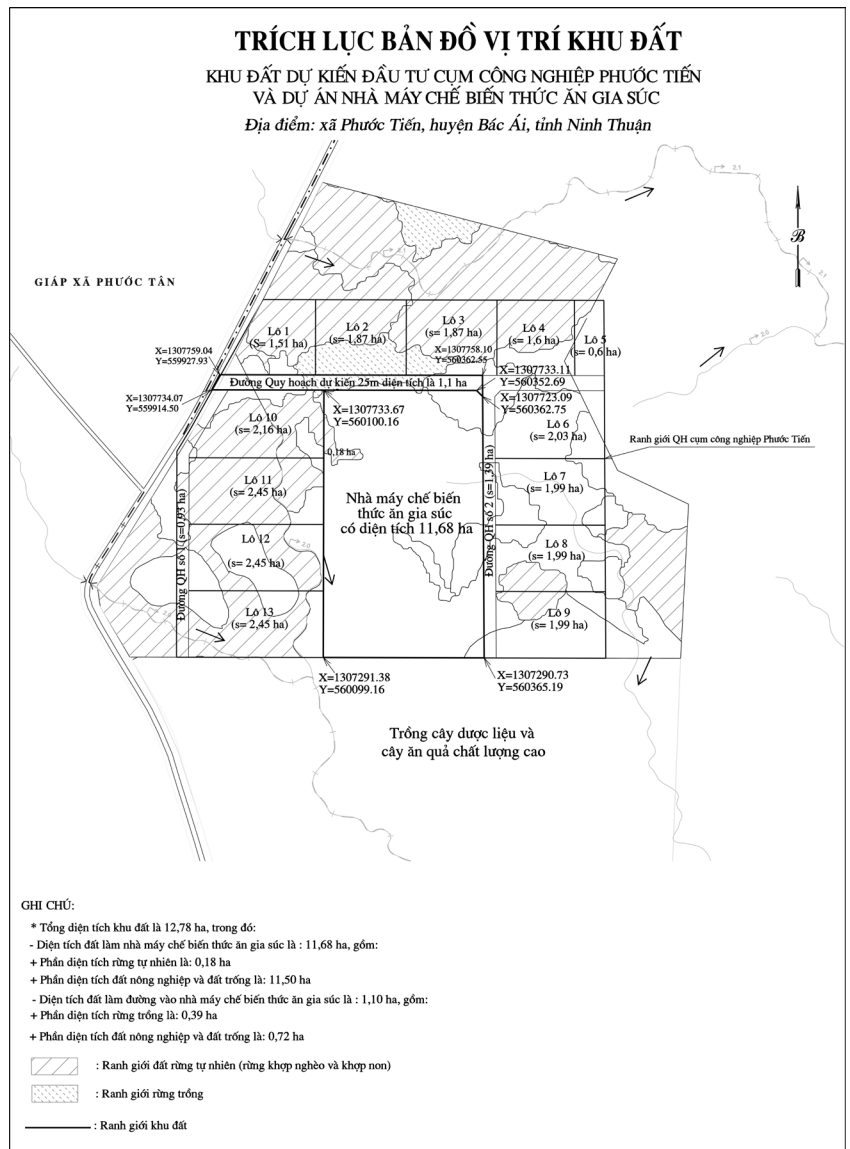 TRÍCH LỤC BẢN ĐỒ VỊ TRÍ KHU ĐẤT
KHU ĐẤT DỰ KIẾN ĐẦU TƯ CỤM CÔNG NGHIỆP PHƯỚC TIẾN
VÀ DỰ ÁN NHÀ MÁY CHẾ BIẾN THỨC ĂN GIA SÚC
Địa điểm: xã Phước Tiến, huyện Bác Ái, tỉnh Ninh Thuận
21
B
21
21
GIÁP XÃ PHƯỚC TÂN
20
Lô 1
(S= 1,51 ha)
Lô 2
(s= 1,87 ha)
Lô 3
(s= 1,87 ha)
Lô 4
(s= 1,6 ha)
Lô 5
(s= 0,6 ha)
X=1307759.04
Y=559927.93
X=1307758.10
Y=560362.55
X=1307733.11
Y=560352.69
Đường Quy hoạch dự kiến 25m diện tích là 1,1 ha
X=1307734.07
Y=559914.50
X=1307723.09
Y=560362.75
X=1307733.67
Y=560100.16
Lô 10
(s= 2,16 ha)
Lô 6
(s= 2,03 ha)
Ranh giới QH cụm công nghiệp Phước Tiến
0,18 ha
Lô 11
(s= 2,45 ha)
Lô 7
(s= 1,99 ha)
Nhà máy chế biến
thức ăn gia súc
có diện tích 11,68 ha
Đường QH số 1 (s=0,93 ha)
Đường QH số 2 (s=1,39 ha)
Lô 12
(s= 2,45 ha)
20
Lô 8
(s= 1,99 ha)
Lô 13
(s= 2,45 ha)
Lô 9
(s= 1,99 ha)
X=1307291.38
Y=560099.16
X=1307290.73
Y=560365.19
Trồng cây dược liệu và
cây ăn quả chất lượng cao
GHI CHÚ:
* Tổng diện tích khu đất là 12,78 ha, trong đó:
- Diện tích đất làm nhà máy chế biến thức ăn gia súc là : 11,68 ha, gồm:
+ Phần diện tích rừng tự nhiên là: 0,18 ha
+ Phần diện tích đất nông nghiệp và đất trống là: 11,50 ha
- Diện tích đất làm đường vào nhà máy chế biến thức ăn gia súc là : 1,10 ha, gồm:
+ Phần diện tích rừng trồng là: 0,39 ha
+ Phần diện tích đất nông nghiệp và đất trống là: 0,72 ha
: Ranh giới đất rừng tự nhiên (rừng khợp nghèo và khợp non)
: Ranh giới rừng trồng
: Ranh giới khu đất